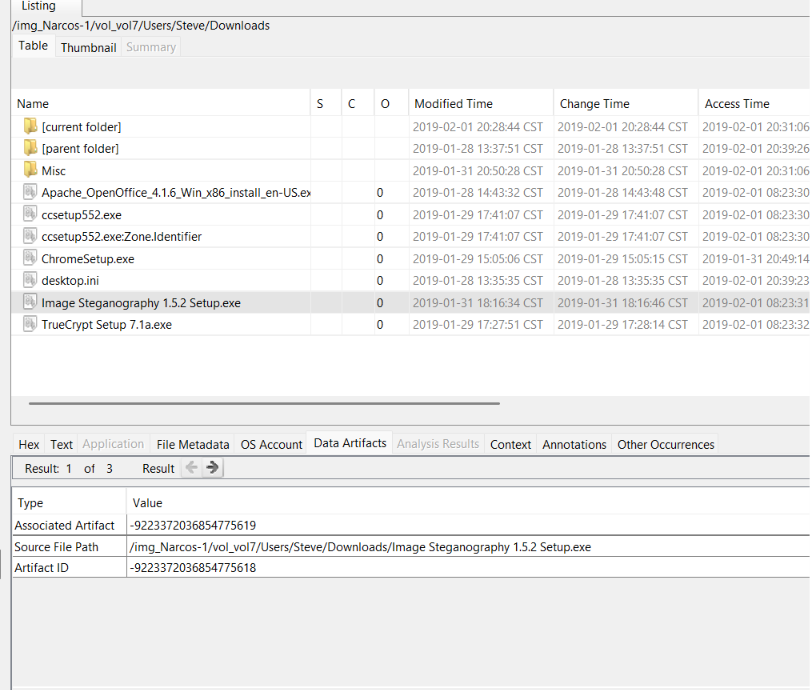 Listing
/img_Narcos-1/vol_vol7/Users/Steve/Downloads
Table Thumbnail Summary
Name S C O Modified Time Change Time Access Time
[current folder] 2019-02-01 20:28:44 CST 2019-02-01 20:28:44 CST 2019-02-01 20:31:06
[parent folder] 2019-01-28 13:37:51 CST 2019-01-28 13:37:51 CST 2019-02-01 20:39:26
Misc 2019-01-31 20:50:28 CST 2019-01-31 20:50:28 CST 2019-02-01 20:31:06
Apache_OpenOffice_4.1.6_Win_x86_install_en-US.ex 0 2019-01-28 14:43:32 CST 2019-01-28 14:43:48 CST 2019-02-01 08:23:30
ccsetup552.exe 0 2019-01-29 17:41:07 CST 2019-01-29 17:41:07 CST 2019-02-01 08:23:30
ccsetup552.exe:Zone.Identifier 0 2019-01-29 17:41:07 CST 2019-01-29 17:41:07 CST 2019-02-01 08:23:30
ChromeSetup.exe 0 2019-01-29 15:05:06 CST 2019-01-29 15:05:15 CST 2019-01-31 20:49:14
desktop.ini 0 2019-01-28 13:35:35 CST 2019-01-28 13:35:35 CST 2019-02-01 20:39:23
Image Steganography 1.5.2 Setup.exe 0 2019-01-31 18:16:34 CST 2019-01-31 18:16:46 CST 2019-02-01 08:23:31
TrueCrypt Setup 7.1a.exe 0 2019-01-29 17:27:51 CST 2019-01-29 17:28:14 CST 2019-02-01 08:23:32
Hex Text Application File Metadata OS Account Data Artifacts Analysis Results Context Annotations Other Occurrences
Result: 1 of 3 Result
Type Value
Associated Artifact -9223372036854775619
Source File Path /img_Narcos-1/vol_vol7/Users/Steve/Downloads/Image Steganography 1.5.2 Setup.exe
Artifact ID -9223372036854775618